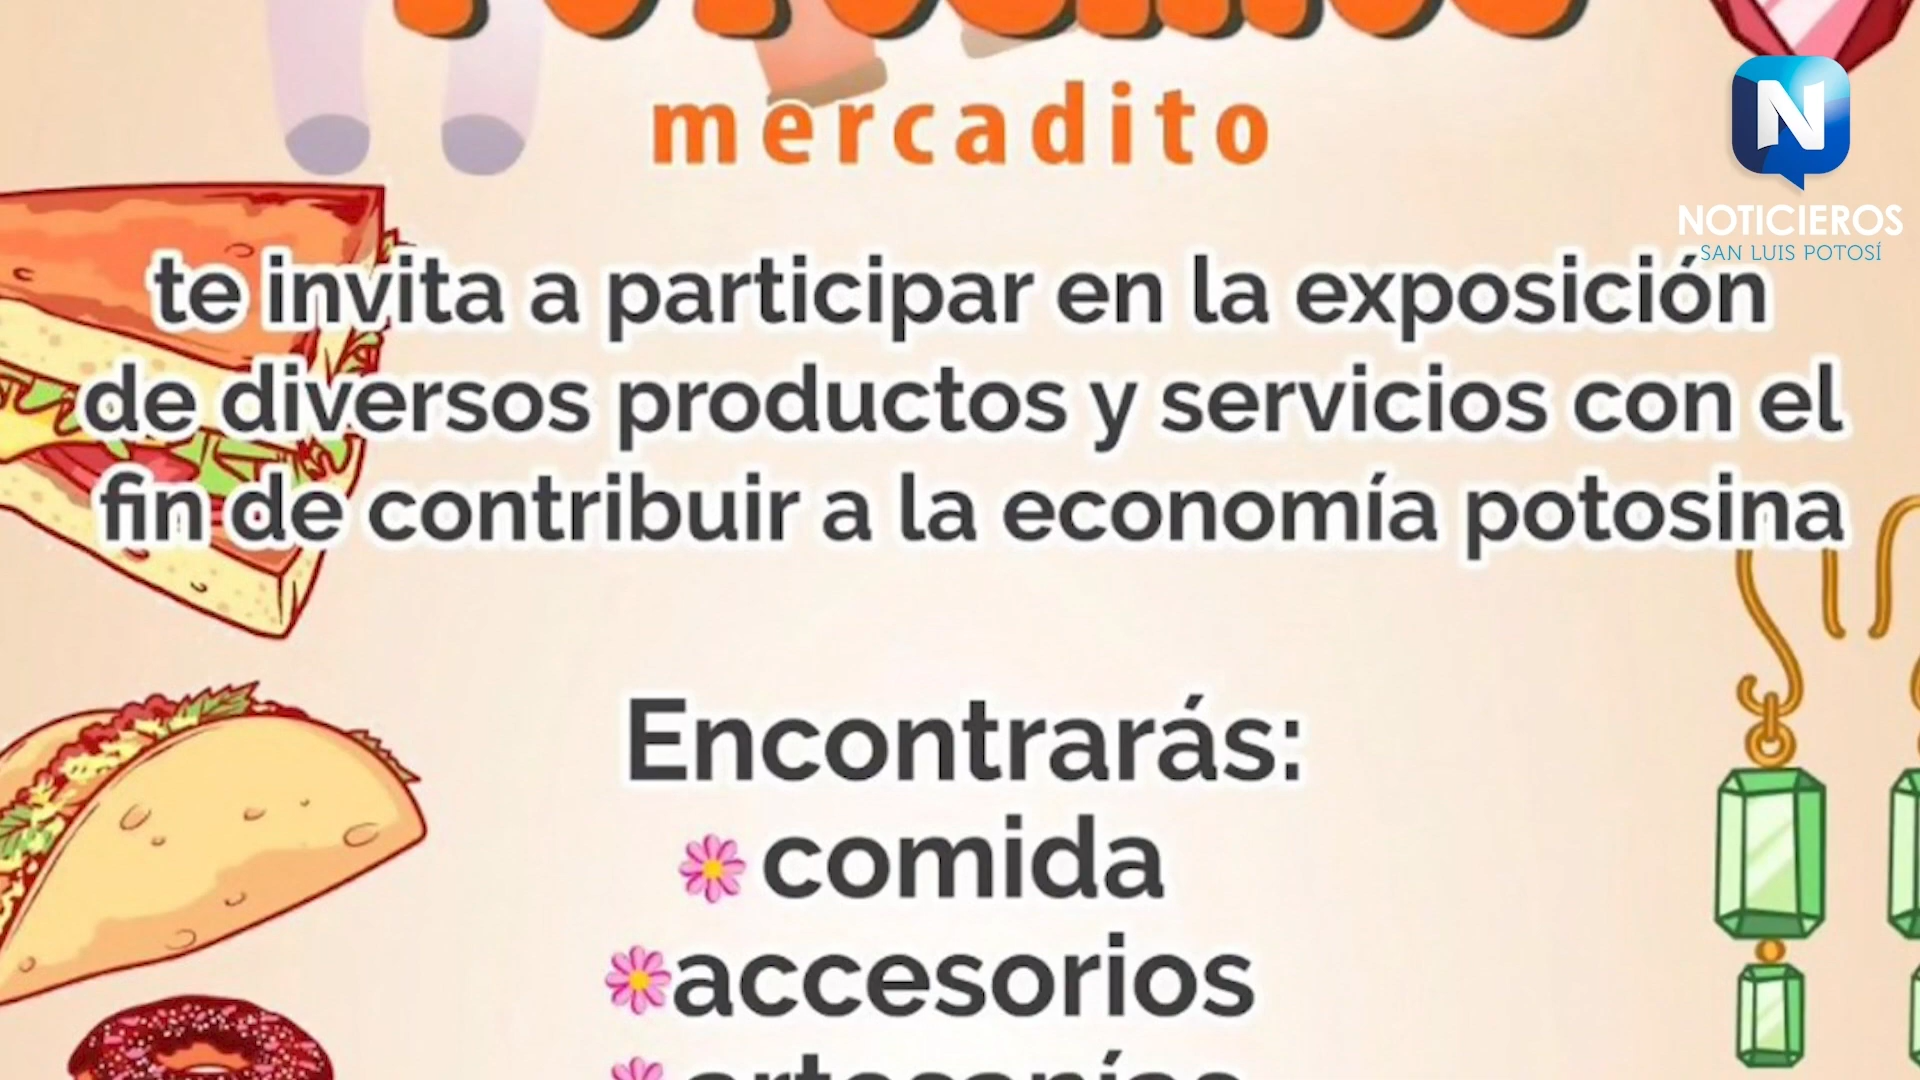 mercadito
N
NOTICIEROS
SAN LUIS POTOSÍ
te invita a participar en la exposición
de diversos productos y servicios con el
fin de contribuir a la economía potosina
Encontrarás:
comida
accesorios